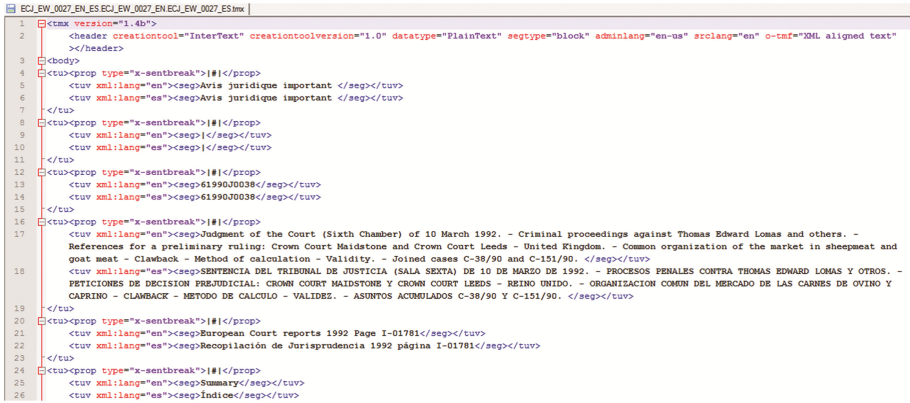 ECJ_EW_0027_EN_ES.ECJ_EW_0027_EN.ECJ_EW_0027_ES.tmx
1 <tmx version="1.4b">
2 <header creationtool="InterText" creationtoolversion="1.0" datatype="PlainText" segtype="block" adminlang="en-us" srclang="en" o-tmf="XML aligned text"
></header>
3 <body>
4 <tu><prop type="x-sentbreak">|#|</prop>
5 <tuv xml:lang="en"><seg>Avis juridique important </seg></tuv>
6 <tuv xml:lang="es"><seg>Avis juridique important </seg></tuv>
7 </tu>
8 <tu><prop type="x-sentbreak">|#|</prop>
9 <tuv xml:lang="en"><seg>|</seg></tuv>
10 <tuv xml:lang="es"><seg>|</seg></tuv>
11 </tu>
12 <tu><prop type="x-sentbreak">|#|</prop>
13 <tuv xml:lang="en"><seg>61990J0038</seg></tuv>
14 <tuv xml:lang="es"><seg>61990J0038</seg></tuv>
15 </tu>
16 <tu><prop type="x-sentbreak">|#|</prop>
17 <tuv xml:lang="en"><seg>Judgment of the Court (Sixth Chamber) of 10 March 1992. - Criminal proceedings against Thomas Edward Lomas and others. -
References for a preliminary ruling: Crown Court Maidstone and Crown Court Leeds - United Kingdom. - Common organization of the market in sheepmeat and
goat meat - Clawback - Method of calculation - Validity. - Joined cases C-38/90 and C-151/90. </seg></tuv>
18 <tuv xml:lang="es"><seg>SENTENCIA DEL TRIBUNAL DE JUSTICIA (SALA SEXTA) DE 10 DE MARZO DE 1992. - PROCESOS PENALES CONTRA THOMAS EDWARD LOMAS Y OTROS. -
PETICIONES DE DECISION PREJUDICIAL: CROWN COURT MAIDSTONE Y CROWN COURT LEEDS - REINO UNIDO. - ORGANIZACION COMUN DEL MERCADO DE LAS CARNES DE OVINO Y
CAPRINO - CLAWBACK - METODO DE CALCULO - VALIDEZ. - ASUNTOS ACUMULADOS C-38/90 Y C-151/90. </seg></tuv>
19 </tu>
20 <tu><prop type="x-sentbreak">|#|</prop>
21 <tuv xml:lang="en"><seg>European Court reports 1992 Page I-01781</seg></tuv>
22 <tuv xml:lang="es"><seg>Recopilación de Jurisprudencia 1992 página I-01781</seg></tuv>
23 </tu>
24 <tu><prop type="x-sentbreak">|#|</prop>
25 <tuv xml:lang="en"><seg>Summary</seg></tuv>
26 <tuv xml:lang="es"><seg>Índice</seg></tuv>